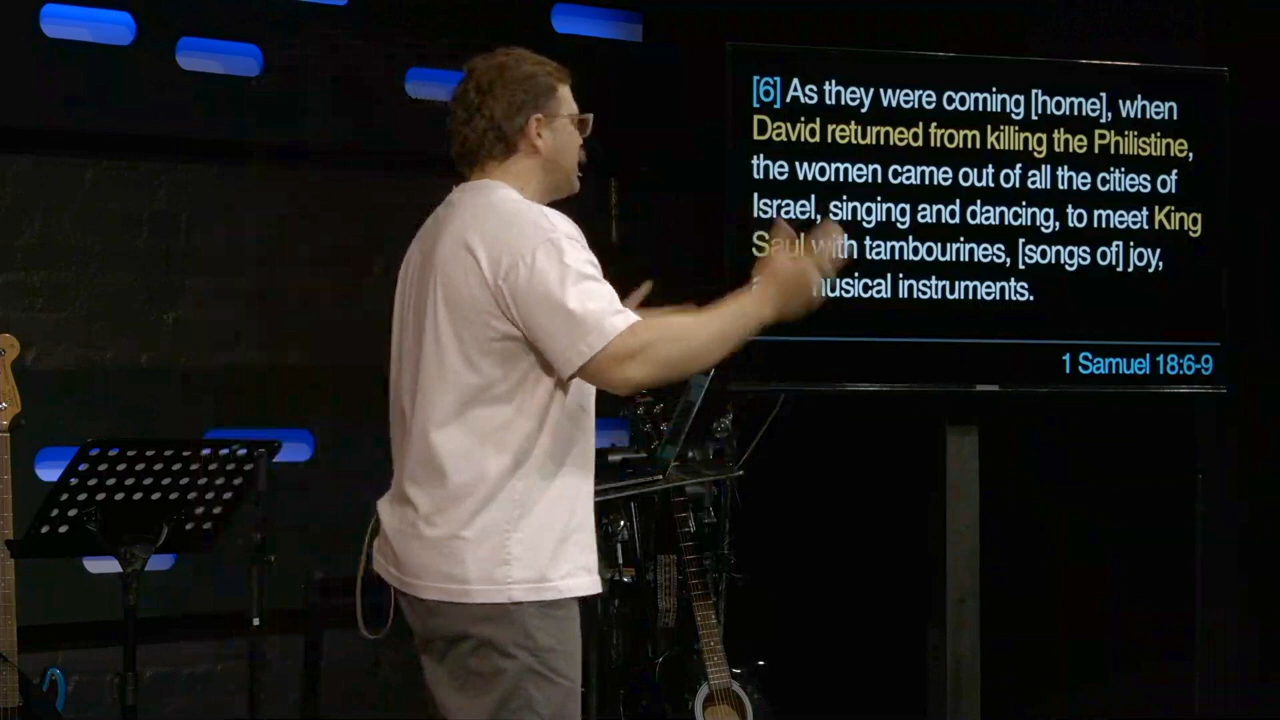 [6] As they were coming [home], when
David returned from killing the Philistine,
the women came out of all the cities of
Israel, singing and dancing, to meet King
Saul with tambourines, [songs of] joy,
musical instruments.
1 Samuel 18:6-9